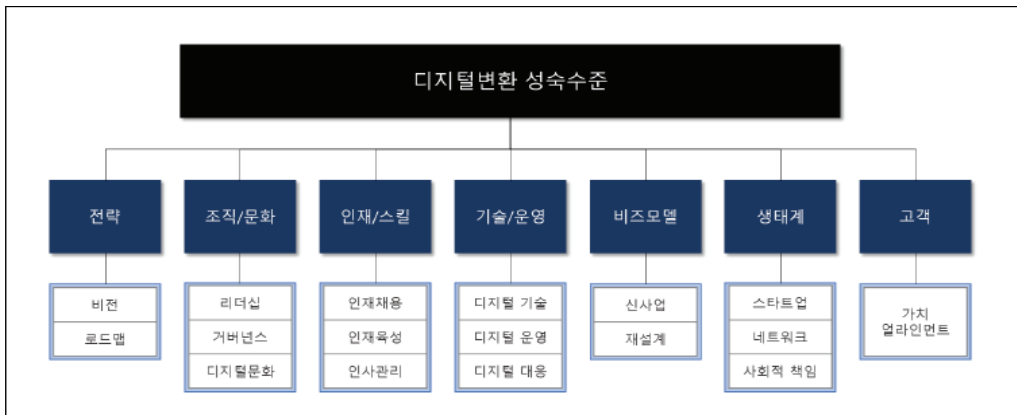 디지털변환 성숙수준
전략
조직/문화
인재/스킬
기술/운영
비즈모델
생태계
고객
비전
로드맵
리더십
거버넌스
디지털문화
인재채용
인재육성
인사관리
디지털 기술
디지털 운영
디지털 대응
신사업
재설계
스타트업
네트워크
사회적 책임
가치
얼라인먼트